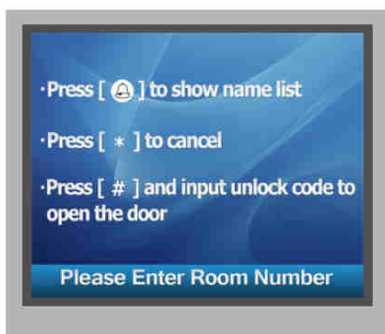 ·Press [ 🔔 ] to show name list
·Press [ * ] to cancel
·Press [ # ] and input unlock code to
open the door
Please Enter Room Number